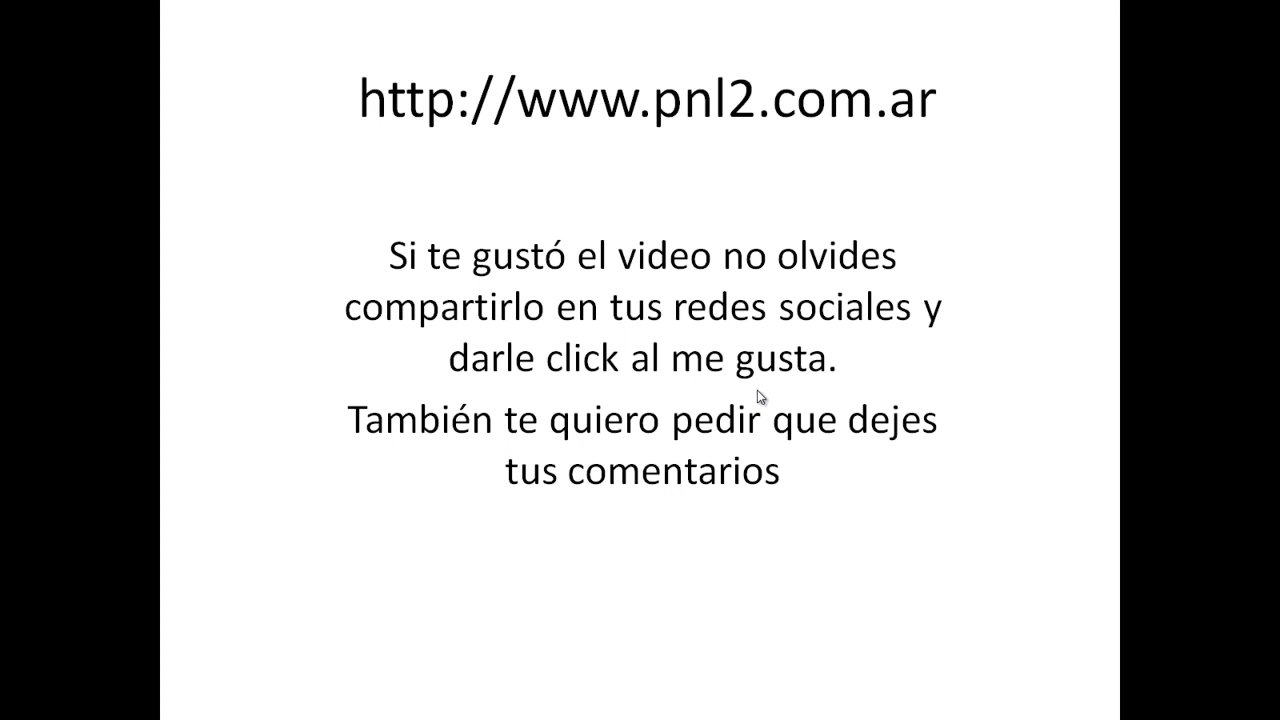 http://www.pnl2.com.ar
Si te gustó el video no olvides
compartirlo en tus redes sociales y
darle click al me gusta.
También te quiero pedir que dejes
tus comentarios